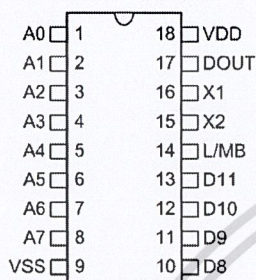 A0 1 18 VDD
A1 2 17 DOUT
A2 3 16 X1
A3 4 15 X2
A4 5 14 L/MB
A5 6 13 D11
A6 7 12 D10
A7 8 11 D9
VSS 9 10 D8